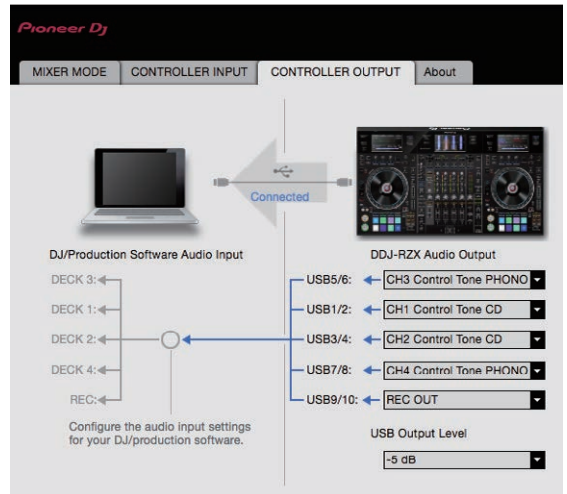 Pioneer Dj
MIXER MODE CONTROLLER INPUT CONTROLLER OUTPUT About
Connected
DJ/Production Software Audio Input
DDJ-RZX Audio Output
DECK 3:
DECK 1:
DECK 2:
DECK 4:
REC:
Configure the audio input settings
for your DJ/production software.
USB5/6: CH3 Control Tone PHONO
USB1/2: CH1 Control Tone CD
USB3/4: CH2 Control Tone CD
USB7/8: CH4 Control Tone PHONO
USB9/10: REC OUT
USB Output Level
-5 dB